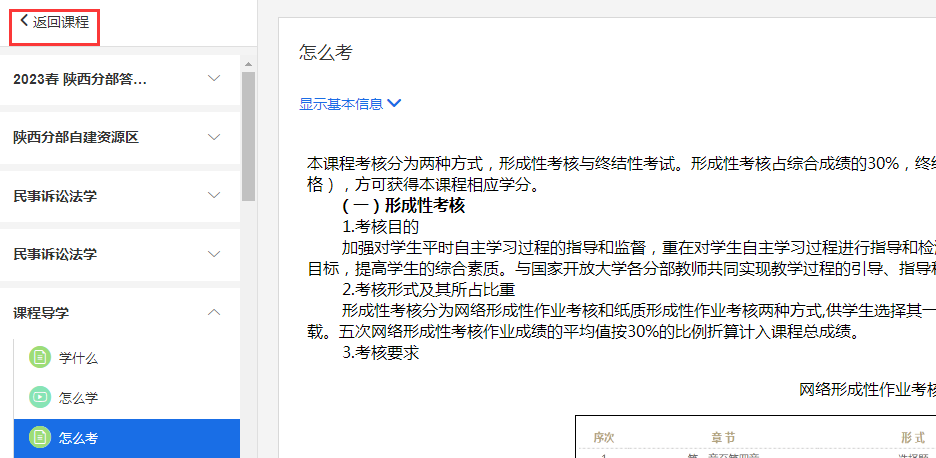 返回课程
2023春 陕西分部答...
陕西分部自建资源区
民事诉讼法学
民事诉讼法学
课程导学
学什么
怎么学
怎么考
怎么考
显示基本信息
本课程考核分为两种方式，形成性考核与终结性考试。形成性考核占综合成绩的30%，终
格），方可获得本课程相应学分。
（一）形成性考核
1.考核目的
加强对学生平时自主学习过程的指导和监督，重在对学生自主学习过程进行指导和检
目标，提高学生的综合素质。与国家开放大学各分部教师共同实现教学过程的引导、指导
2.考核形式及其所占比重
形成性考核分为网络形成性作业考核和纸质形成性作业考核两种方式,供学生选择其一
载。五次网络形成性考核作业成绩的平均值按30%的比例折算计入课程总成绩。
3.考核要求
网络形成性作业考
序次 章 节 形 式